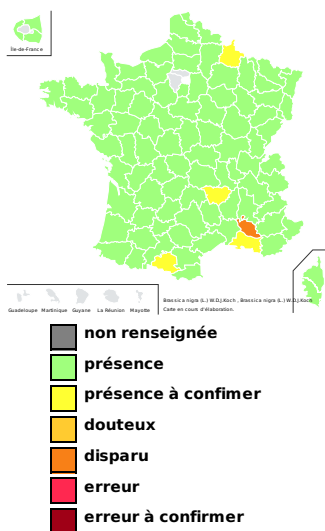 Île-de-France
Guadeloupe Martinique Guyane La Réunion Mayotte
Brassica nigra (L.) W.D.J.Koch , Brassica nigra (L.) W.D.J.Koch
Carte en cours d'élaboration.
non renseignée
présence
présence à confimer
douteux
disparu
erreur
erreur à confirmer